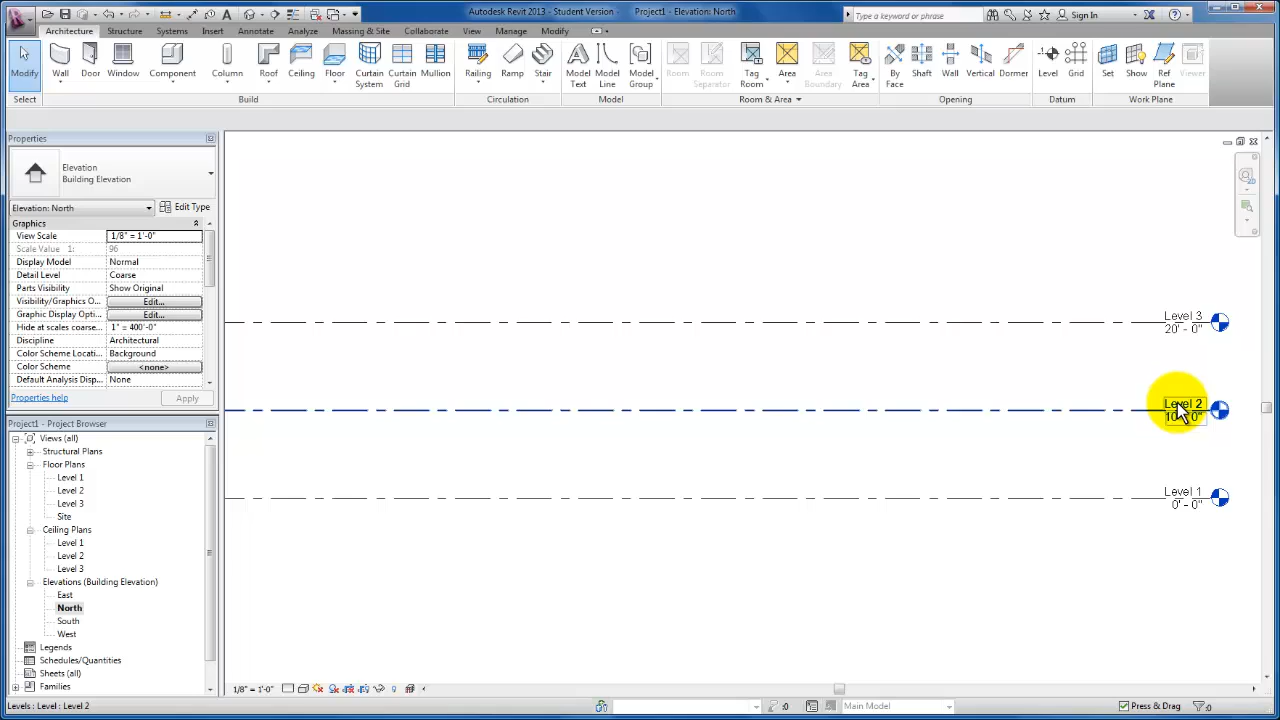 Autodesk Revit 2013 - Student Version - Project1 - Elevation: North
Type a keyword or phrase
Sign In
Architecture Structure Systems Insert Annotate Analyze Massing & Site Collaborate View Manage Modify
Modify Wall Door Window Component Column Roof Ceiling Floor Curtain System Curtain Grid Mullion Railing Ramp Stair Model Text Model Line Model Group Room Room Separator Tag Room Area Area Boundary Tag Area By Face Shaft Wall Vertical Dormer Level Grid Set Show Ref Plane Viewer
Select Build Circulation Model Room & Area Opening Datum Work Plane
Properties
Elevation
Building Elevation
Elevation: North Edit Type
Graphics
View Scale 1/8" = 1'-0"
Scale Value 1: 96
Display Model Normal
Detail Level Coarse
Parts Visibility Show Original
Visibility/Graphics O... Edit...
Graphic Display Opti... Edit...
Hide at scales coarse... 1" = 400'-0"
Discipline Architectural
Color Scheme Locati... Background
Color Scheme <none>
Default Analysis Disp... None
Properties help Apply
Project1 - Project Browser
Views (all)
Structural Plans
Floor Plans
Level 1
Level 2
Level 3
Site
Ceiling Plans
Level 1
Level 2
Level 3
Elevations (Building Elevation)
East
North
South
West
Legends
Schedules/Quantities
Sheets (all)
Families
Level 3
20' - 0"
Level 2
Level 1
0' - 0"
1/8" = 1'-0"
Levels : Level : Level 2
:0
Main Model
Press & Drag
:0